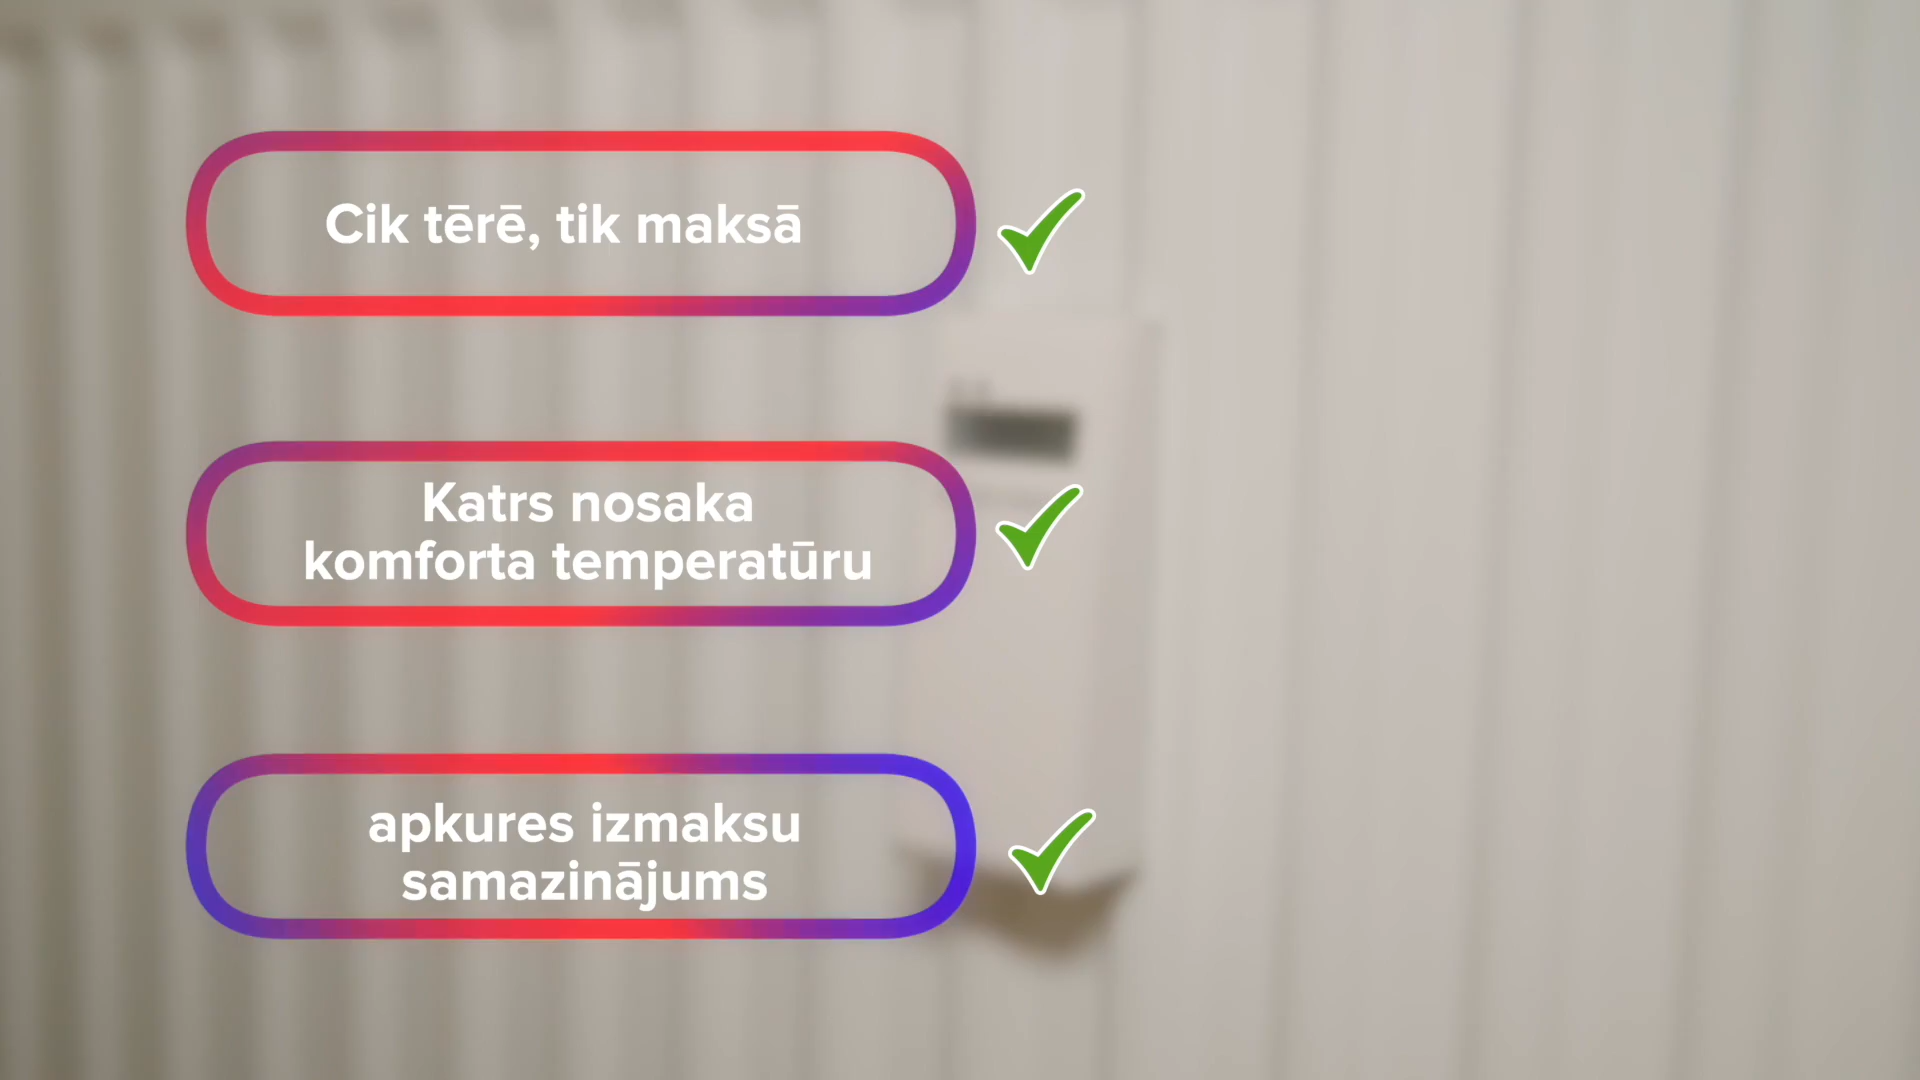 Cik tērē, tik maksā
Katrs nosaka
komforta temperatūru
apkures izmaksu
samazinājums